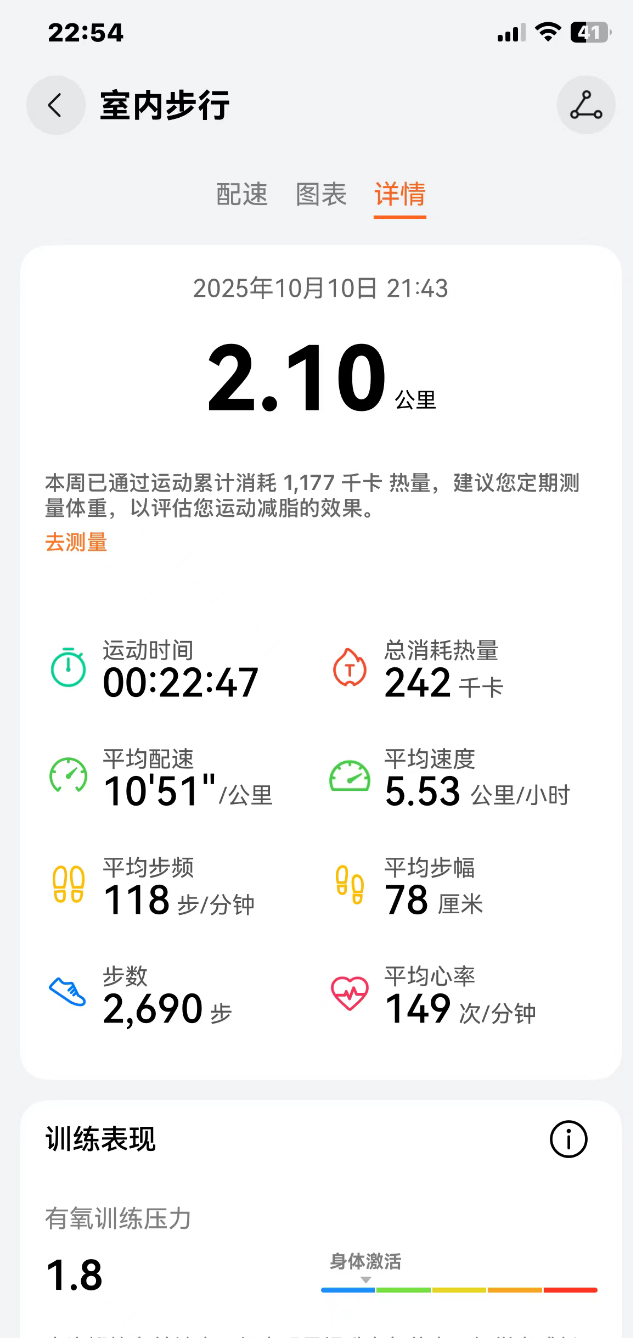 22:54
41
室内步行
配速 图表 详情
2025年10月10日 21:43
2.10 公里
本周已通过运动累计消耗 1,177 千卡 热量，建议您定期测
量体重，以评估您运动减脂的效果。
去测量
运动时间
00:22:47
总消耗热量
242 千卡
平均配速
10'51" /公里
平均速度
5.53 公里/小时
平均步频
118 步/分钟
平均步幅
78 厘米
步数
2,690 步
平均心率
149 次/分钟
训练表现
有氧训练压力
1.8
身体激活